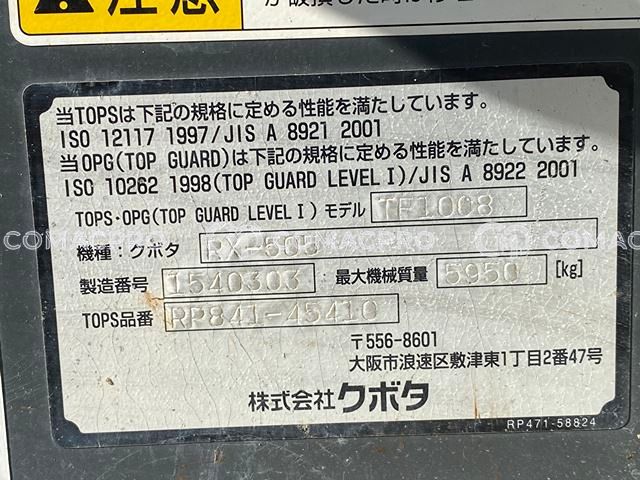 注意
当TOPSは下記の規格に定める性能を満たしています。
ISO 12117 1997/JIS A 8921 2001
当OPG(TOP GUARD)は下記の規格に定める性能を満たしています。
ISO 10262 1998(TOP GUARD LEVEL I)/JIS A 8922 2001
TOPS・OPG(TOP GUARD LEVEL I) モデル TF1008
機種：クボタ RX-505
製造番号 1540303 最大機械質量 5950 [kg]
TOPS品番 RP841-45410
〒556-8601
大阪市浪速区敷津東1丁目2番47号
株式会社クボタ
RP471-58824